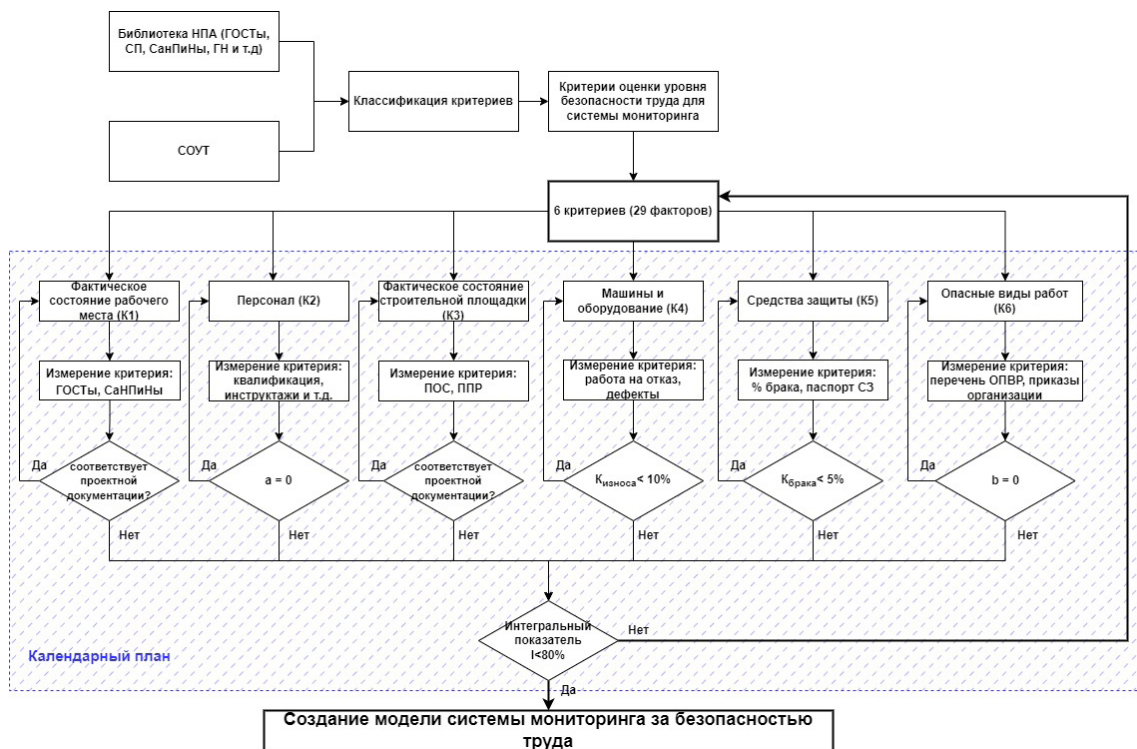 Библиотека НПА (ГОСТы,
СП, СанПиНы, ГН и т.д)
Классификация критериев
Критерии оценки уровня
безопасности труда для
системы мониторинга
СОУТ
6 критериев (29 факторов)
Фактическое
состояние рабочего
места (К1)
Персонал (К2)
Фактическое состояние
строительной площадки
(К3)
Машины и
оборудование (К4)
Средства защиты (К5)
Опасные виды работ
(К6)
Измерение критерия:
ГОСТы, СаНПиНы
Измерение критерия:
квалификация,
инструктажи и т.д.
Измерение критерия:
ПОС, ППР
Измерение критерия:
работа на отказ,
дефекты
Измерение критерия:
% брака, паспорт СЗ
Измерение критерия:
перечень ОПВР, приказы
организации
Да
соответствует
проектной
документации?
Нет
Да
a = 0
Нет
Да
соответствует
проектной
документации?
Нет
Да
Кизноса< 10%
Нет
Да
Кбрака< 5%
Нет
Да
b = 0
Нет
Интегральный
показатель
I<80%
Нет
Да
Календарный план
Создание модели системы мониторинга за безопасностью
труда